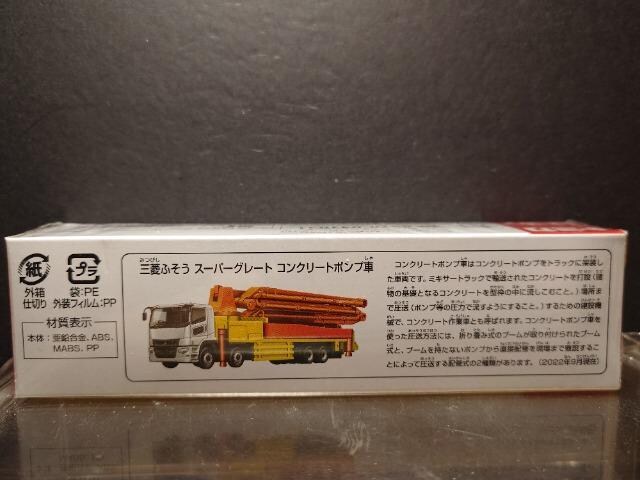 紙
プラ
外箱
仕切り
袋:PE
外装フィルム:PP
材質表示
本体:亜鉛合金、ABS、
MABS、PP
三菱ふそう スーパーグレート コンクリートポンプ車
コンクリートポンプ車はコンクリートポンプをトラックに架装し
た車両です。ミキサートラックで輸送されたコンクリートを打設(建
物の基礎となるコンクリートを型枠の中に流しこむこと。)場所ま
で圧送(ポンプ等の圧力で流すようにすること。)するための建設機
械で、コンクリート作業車とも呼ばれます。コンクリートポンプ車を
使った圧送方法には、折り畳み式のブームが取り付けられたブーム
式と、ブームを持たないポンプから直接配管を現場まで敷設するこ
とによって圧送する配管式の2種類があります。(2022年9月現在)